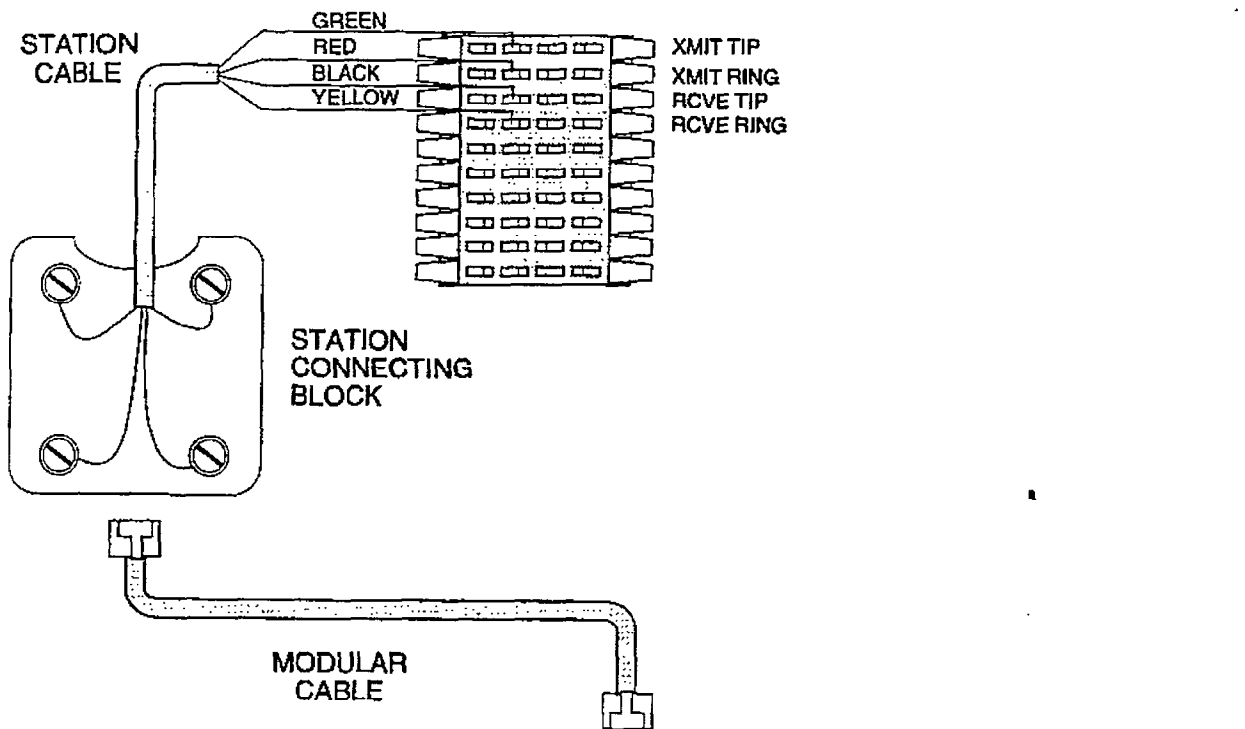 STATION
CABLE
GREEN
RED
BLACK
YELLOW
XMIT TIP
XMIT RING
RCVE TIP
RCVE RING
STATION
CONNECTING
BLOCK
MODULAR
CABLE